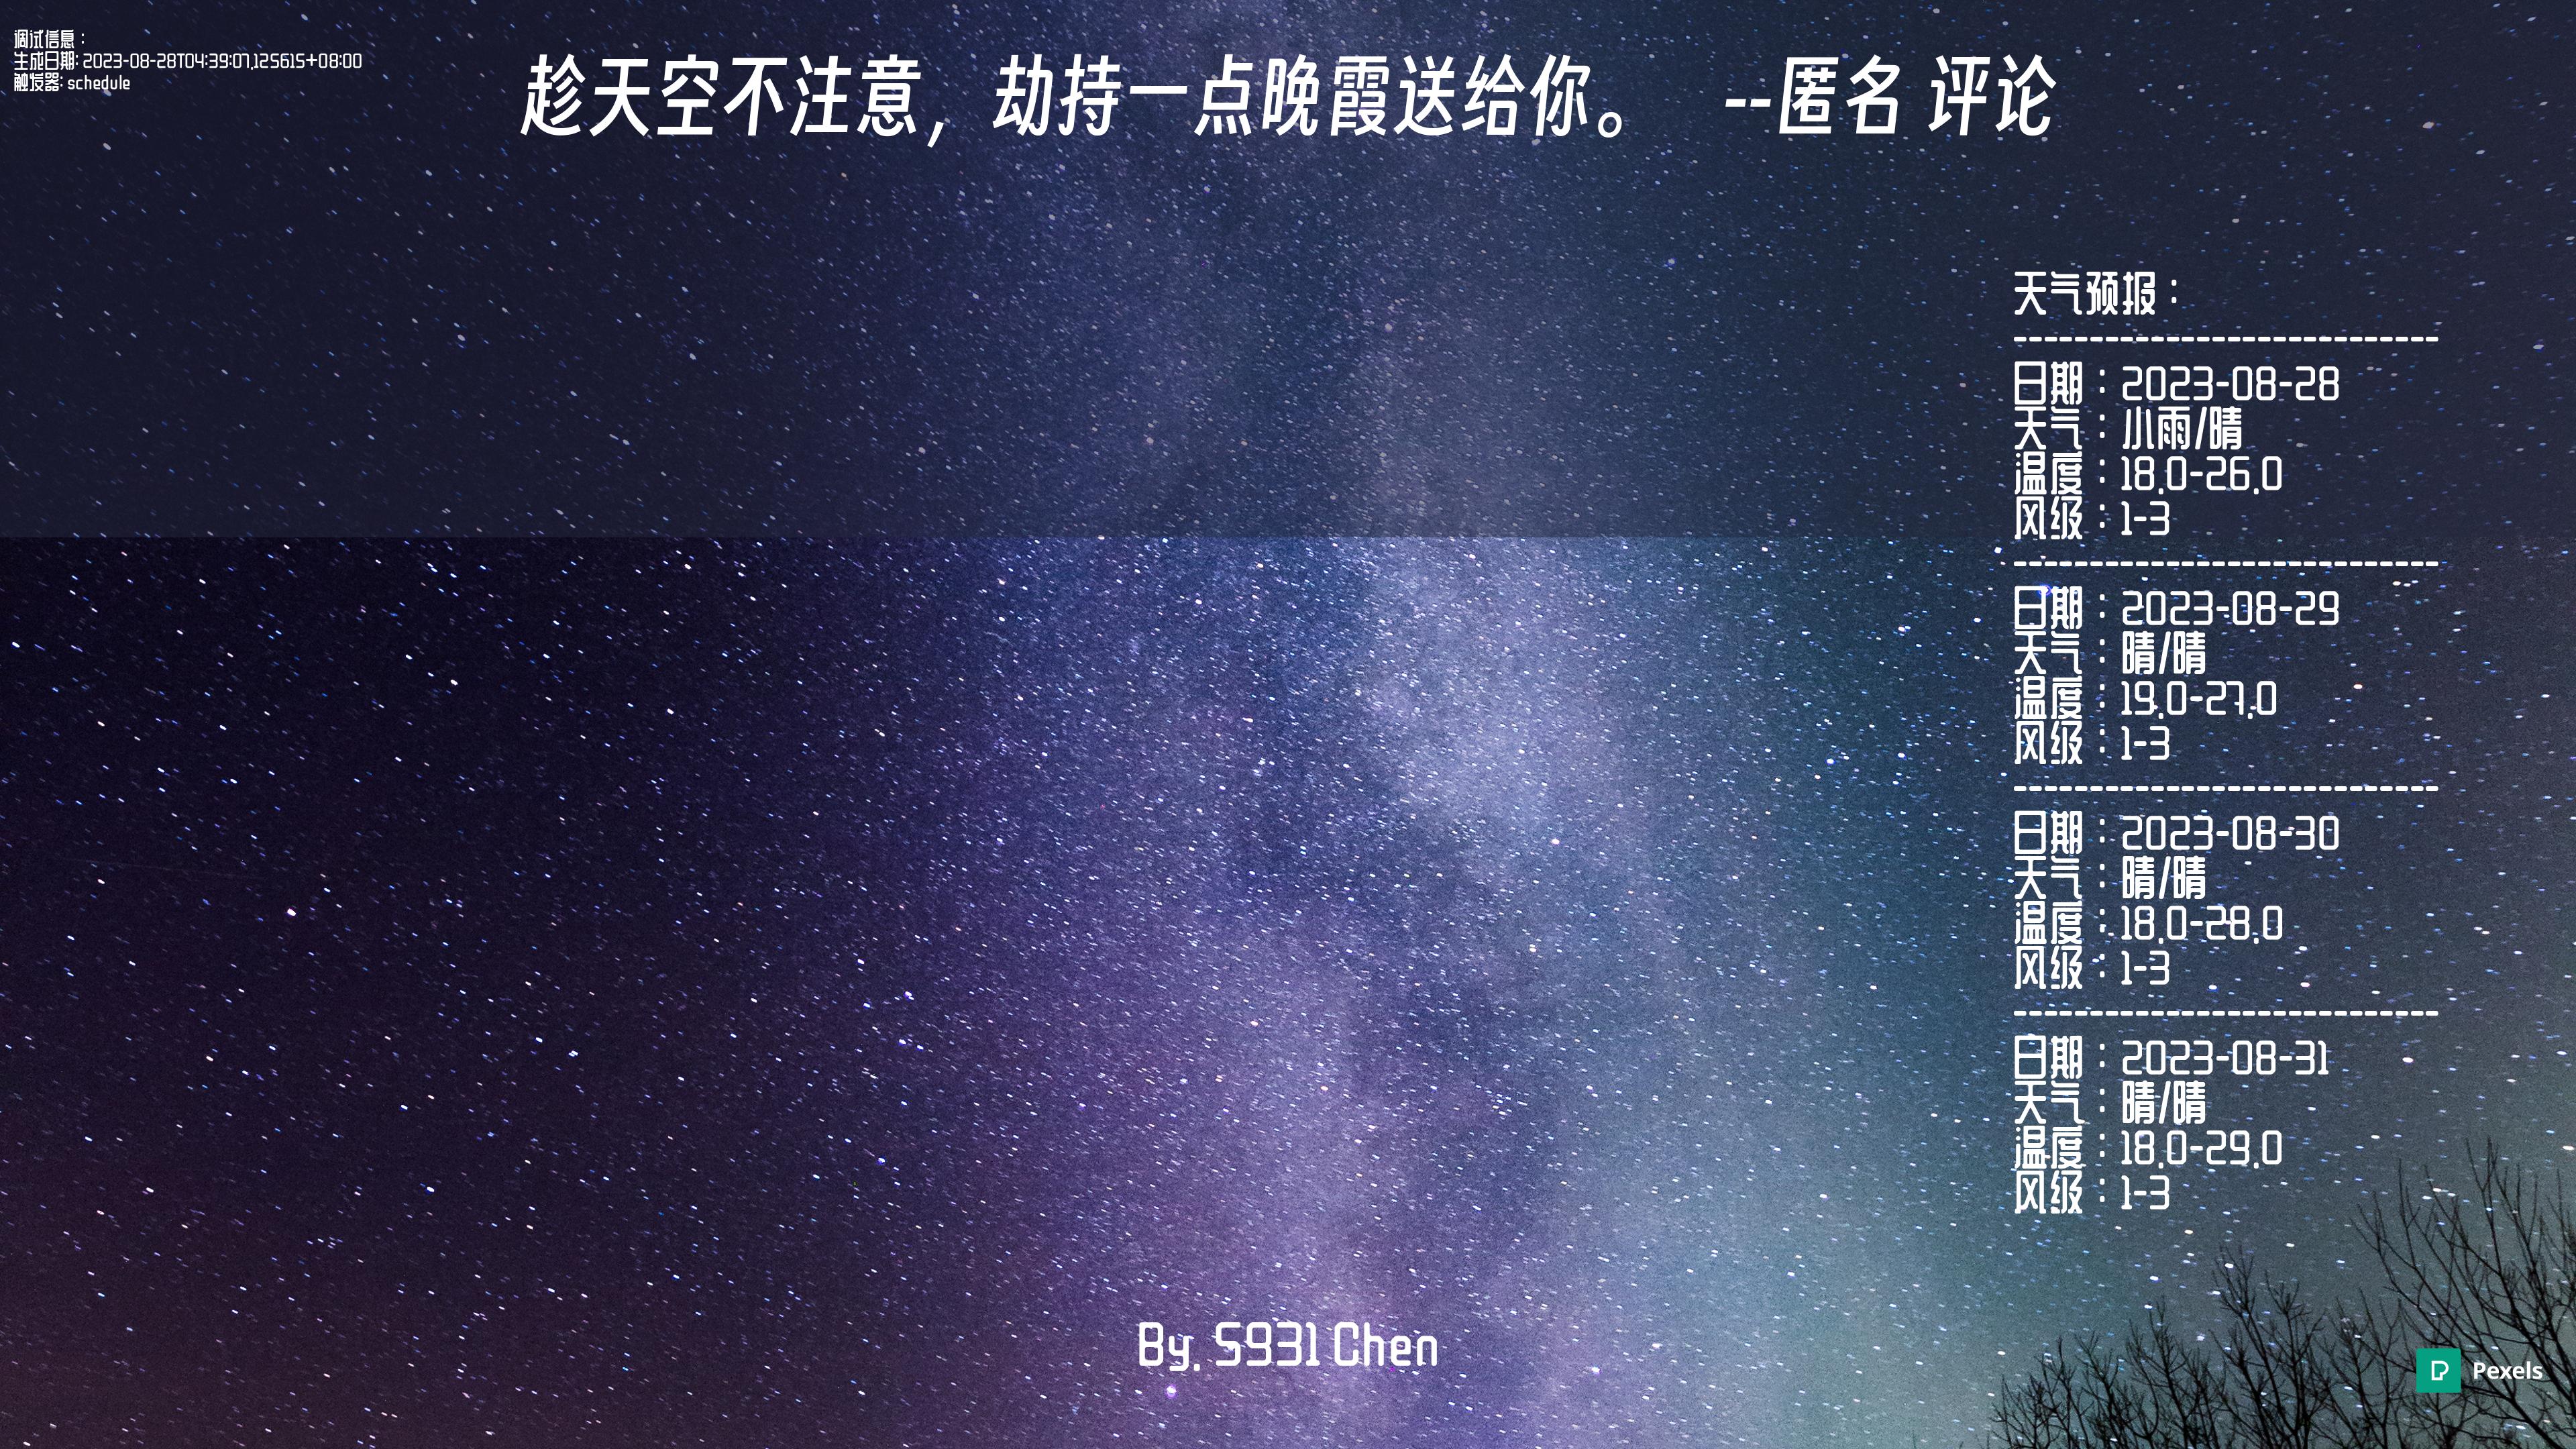 调试信息：
生成日期: 2023-08-28T04:39:07.125615+08:00
触发器: schedule
趁天空不注意，劫持一点晚霞送给你。 --匿名 评论
天气预报：
----------------------------
日期：2023-08-28
天气：小雨/晴
温度：18.0-26.0
风级：1-3
----------------------------
日期：2023-08-29
天气：晴/晴
温度：19.0-27.0
风级：1-3
----------------------------
日期：2023-08-30
天气：晴/晴
温度：18.0-28.0
风级：1-3
----------------------------
日期：2023-08-31
天气：晴/晴
温度：18.0-29.0
风级：1-3
By. S931 Chen
Pexels